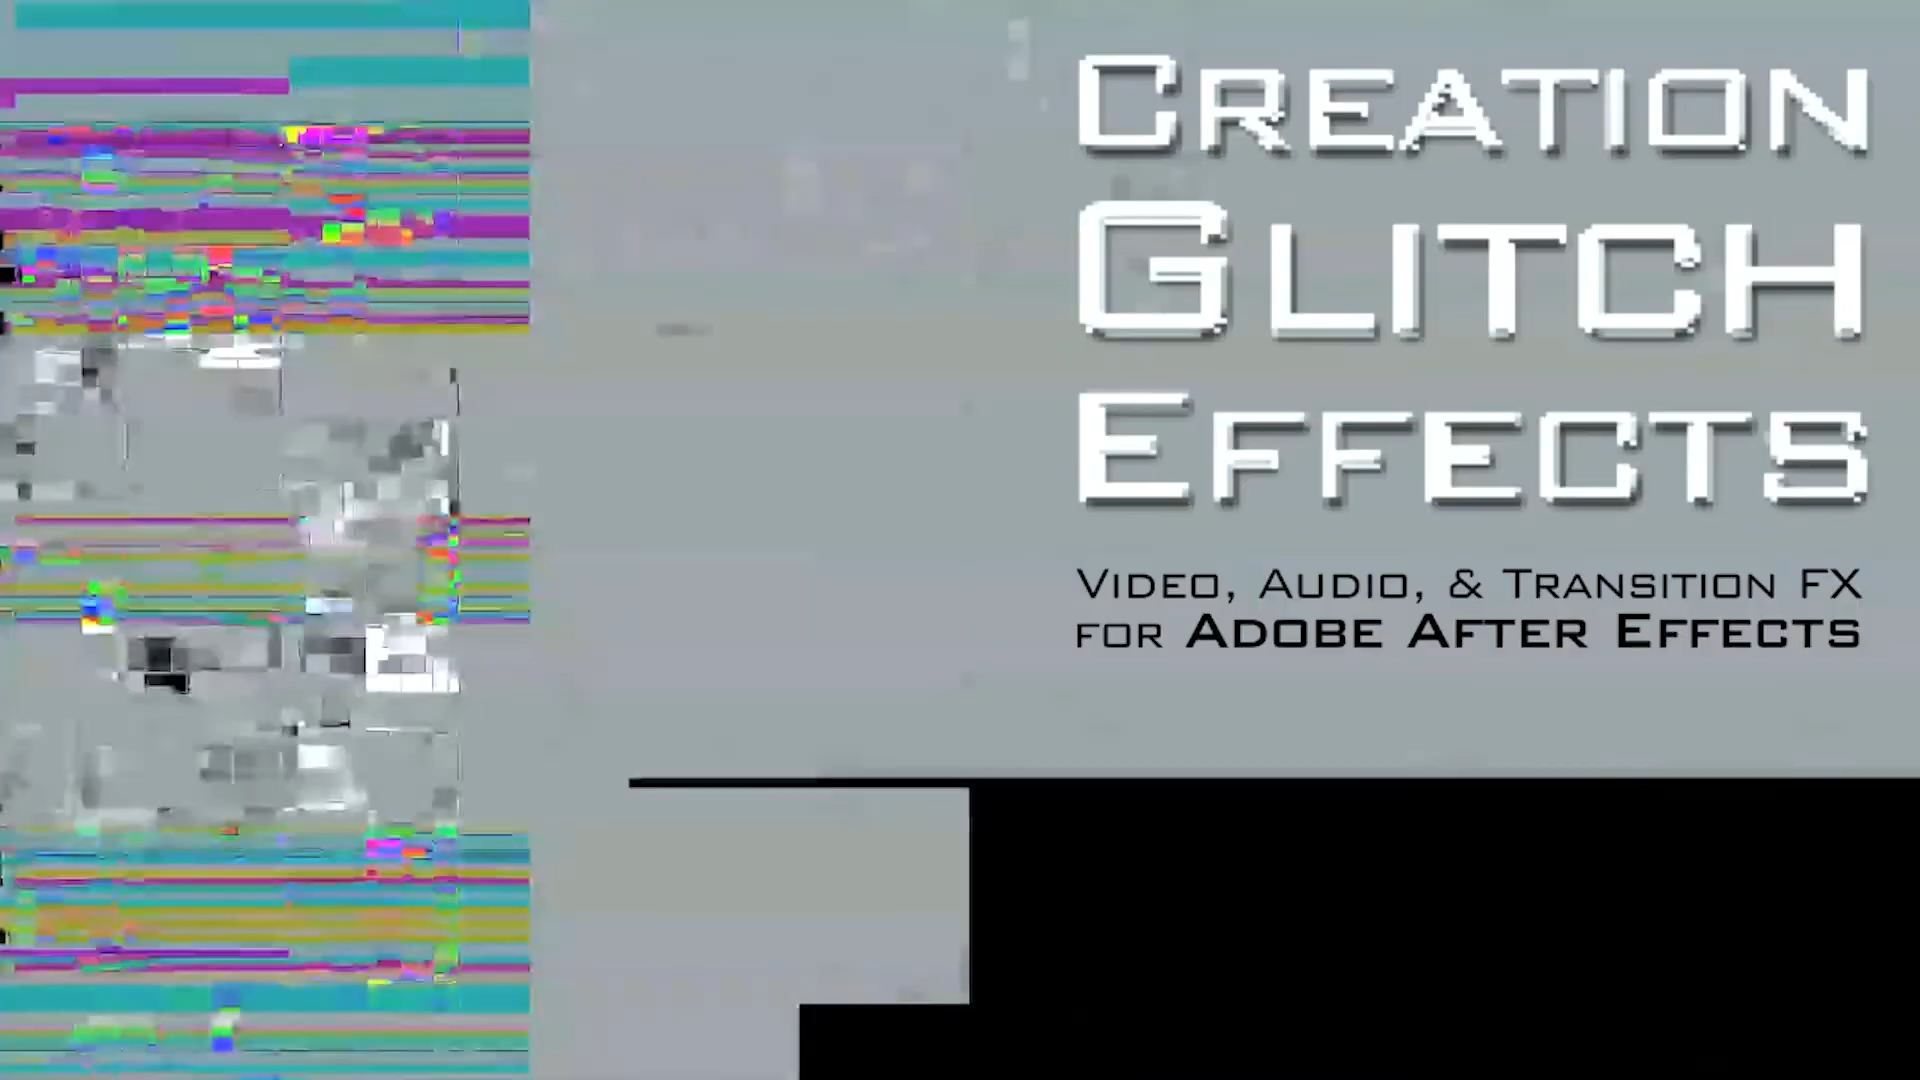 CREATION
GLITCH
EFFECTS
VIDEO, AUDIO, & TRANSITION FX
FOR ADOBE AFTER EFFECTS